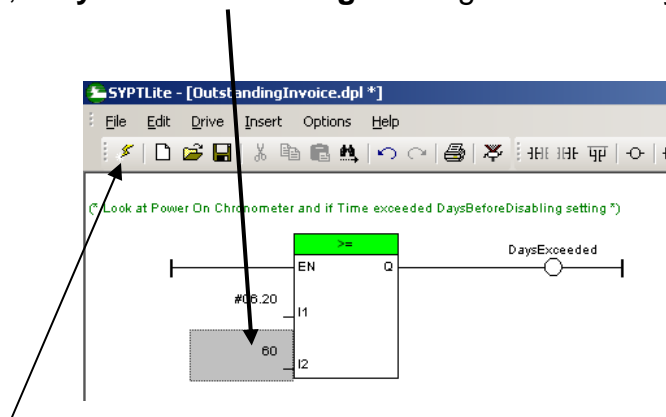 SYPTLite - [OutstandingInvoice.dpl *]
File Edit Drive Insert Options Help
(* Look at Power On Chronometer and if Time exceeded DaysBeforeDisabling setting *)
>=
DaysExceeded
EN Q
#06.20
I1
60
I2